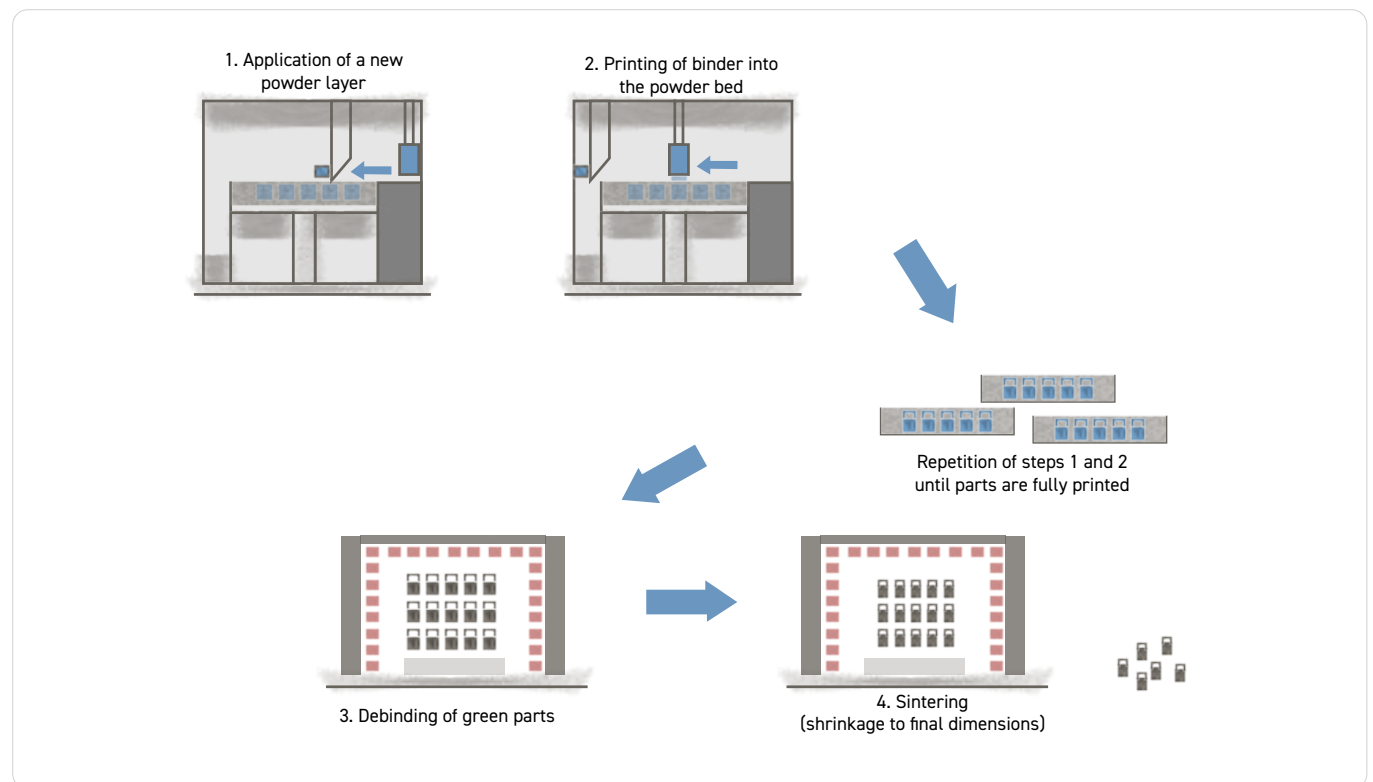 1. Application of a new
powder layer
2. Printing of binder into
the powder bed
Repetition of steps 1 and 2
until parts are fully printed
3. Debinding of green parts
4. Sintering
(shrinkage to final dimensions)